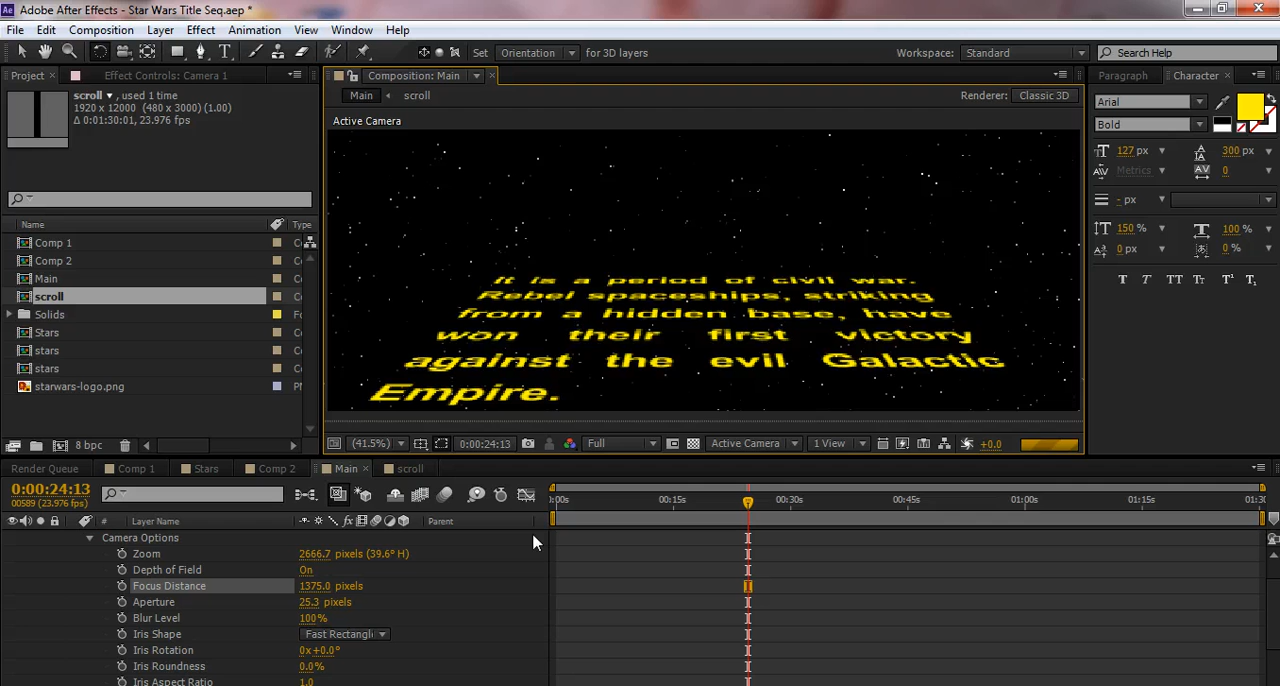 Adobe After Effects - Star Wars Title Seq.aep *
File Edit Composition Layer Effect Animation View Window Help
Set Orientation for 3D layers Workspace: Standard Search Help
Project Effect Controls: Camera 1 Composition: Main Paragraph Character
scroll , used 1 time
1920 x 12000 (480 x 3000) (1.00)
Δ 0:01:30:01, 23.976 fps
Main scroll Renderer: Classic 3D
Active Camera
Arial
Bold
127 px 300 px
Metrics 0
- px
150 % 100 %
0 px 0 %
T T TT Tr T¹ T₁
It is a period of civil war.
Rebel spaceships, striking
from a hidden base, have
won their first victory
against the evil Galactic
Empire.
Name Type
Comp 1
Comp 2
Main
scroll
Solids
Stars
stars
stars
starwars-logo.png
8 bpc
(41.5%) 0:00:24:13 Full Active Camera 1 View +0.0
Render Queue Comp 1 Stars Comp 2 Main scroll
0:00:24:13
00589 (23.976 fps)
:00s 00:15s 00:30s 00:45s 01:00s 01:15s 01:30
# Layer Name Parent
Camera Options
Zoom 2666.7 pixels (39.6° H)
Depth of Field On
Focus Distance 1375.0 pixels
Aperture 25.3 pixels
Blur Level 100%
Iris Shape Fast Rectangl
Iris Rotation 0x+0.0°
Iris Roundness 0.0%
Iris Aspect Ratio 1.0